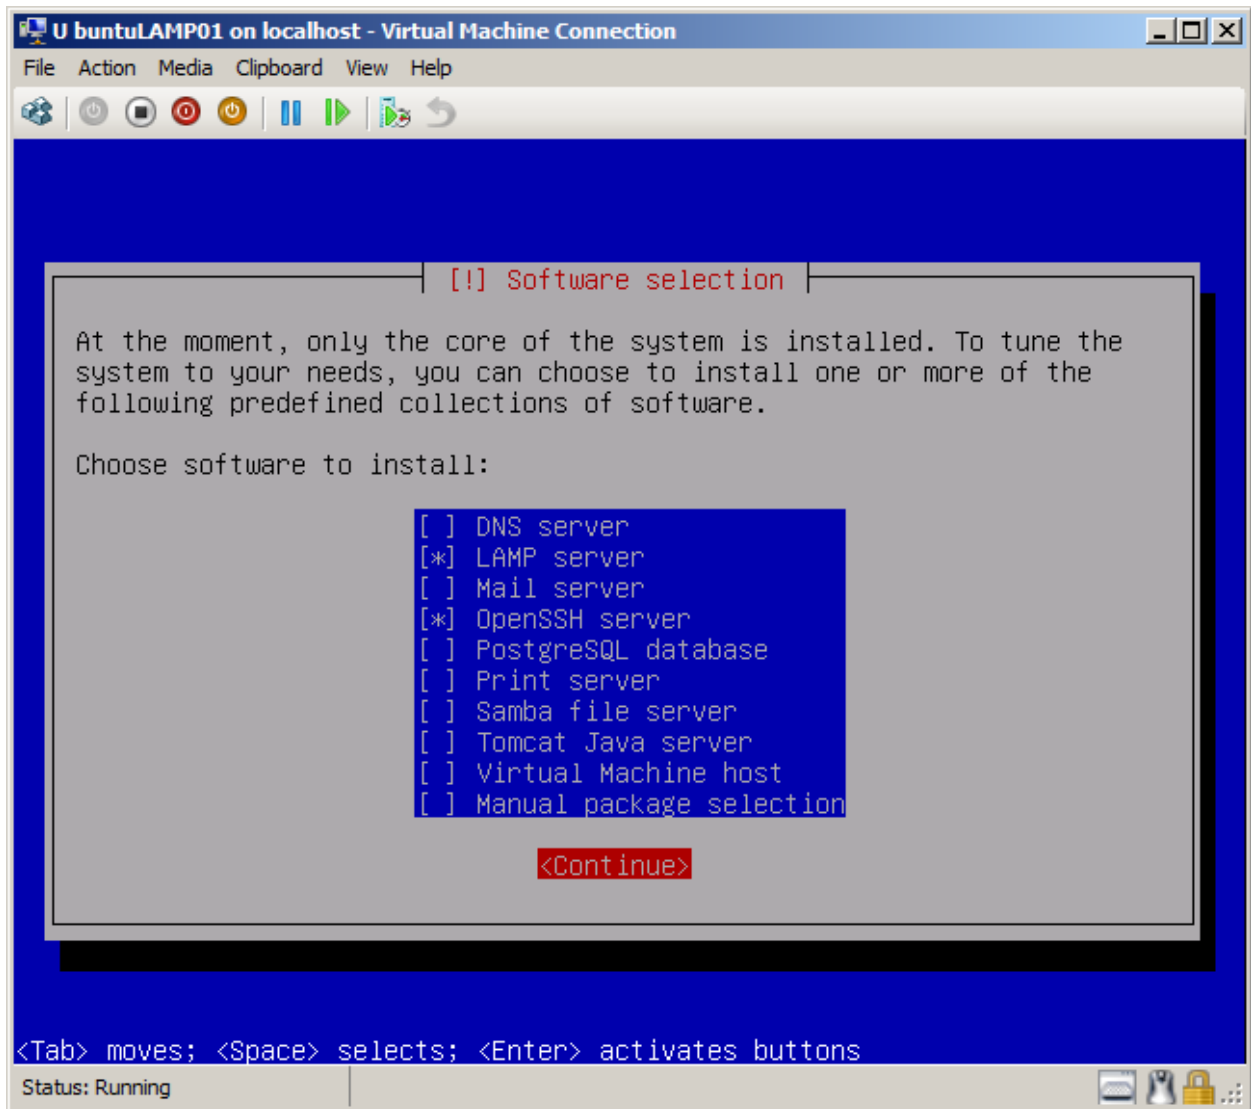 U buntuLAMP01 on localhost - Virtual Machine Connection
File Action Media Clipboard View Help
[!] Software selection
At the moment, only the core of the system is installed. To tune the
system to your needs, you can choose to install one or more of the
following predefined collections of software.
Choose software to install:
[ ] DNS server
[*] LAMP server
[ ] Mail server
[*] OpenSSH server
[ ] PostgreSQL database
[ ] Print server
[ ] Samba file server
[ ] Tomcat Java server
[ ] Virtual Machine host
[ ] Manual package selection
<Continue>
<Tab> moves; <Space> selects; <Enter> activates buttons
Status: Running